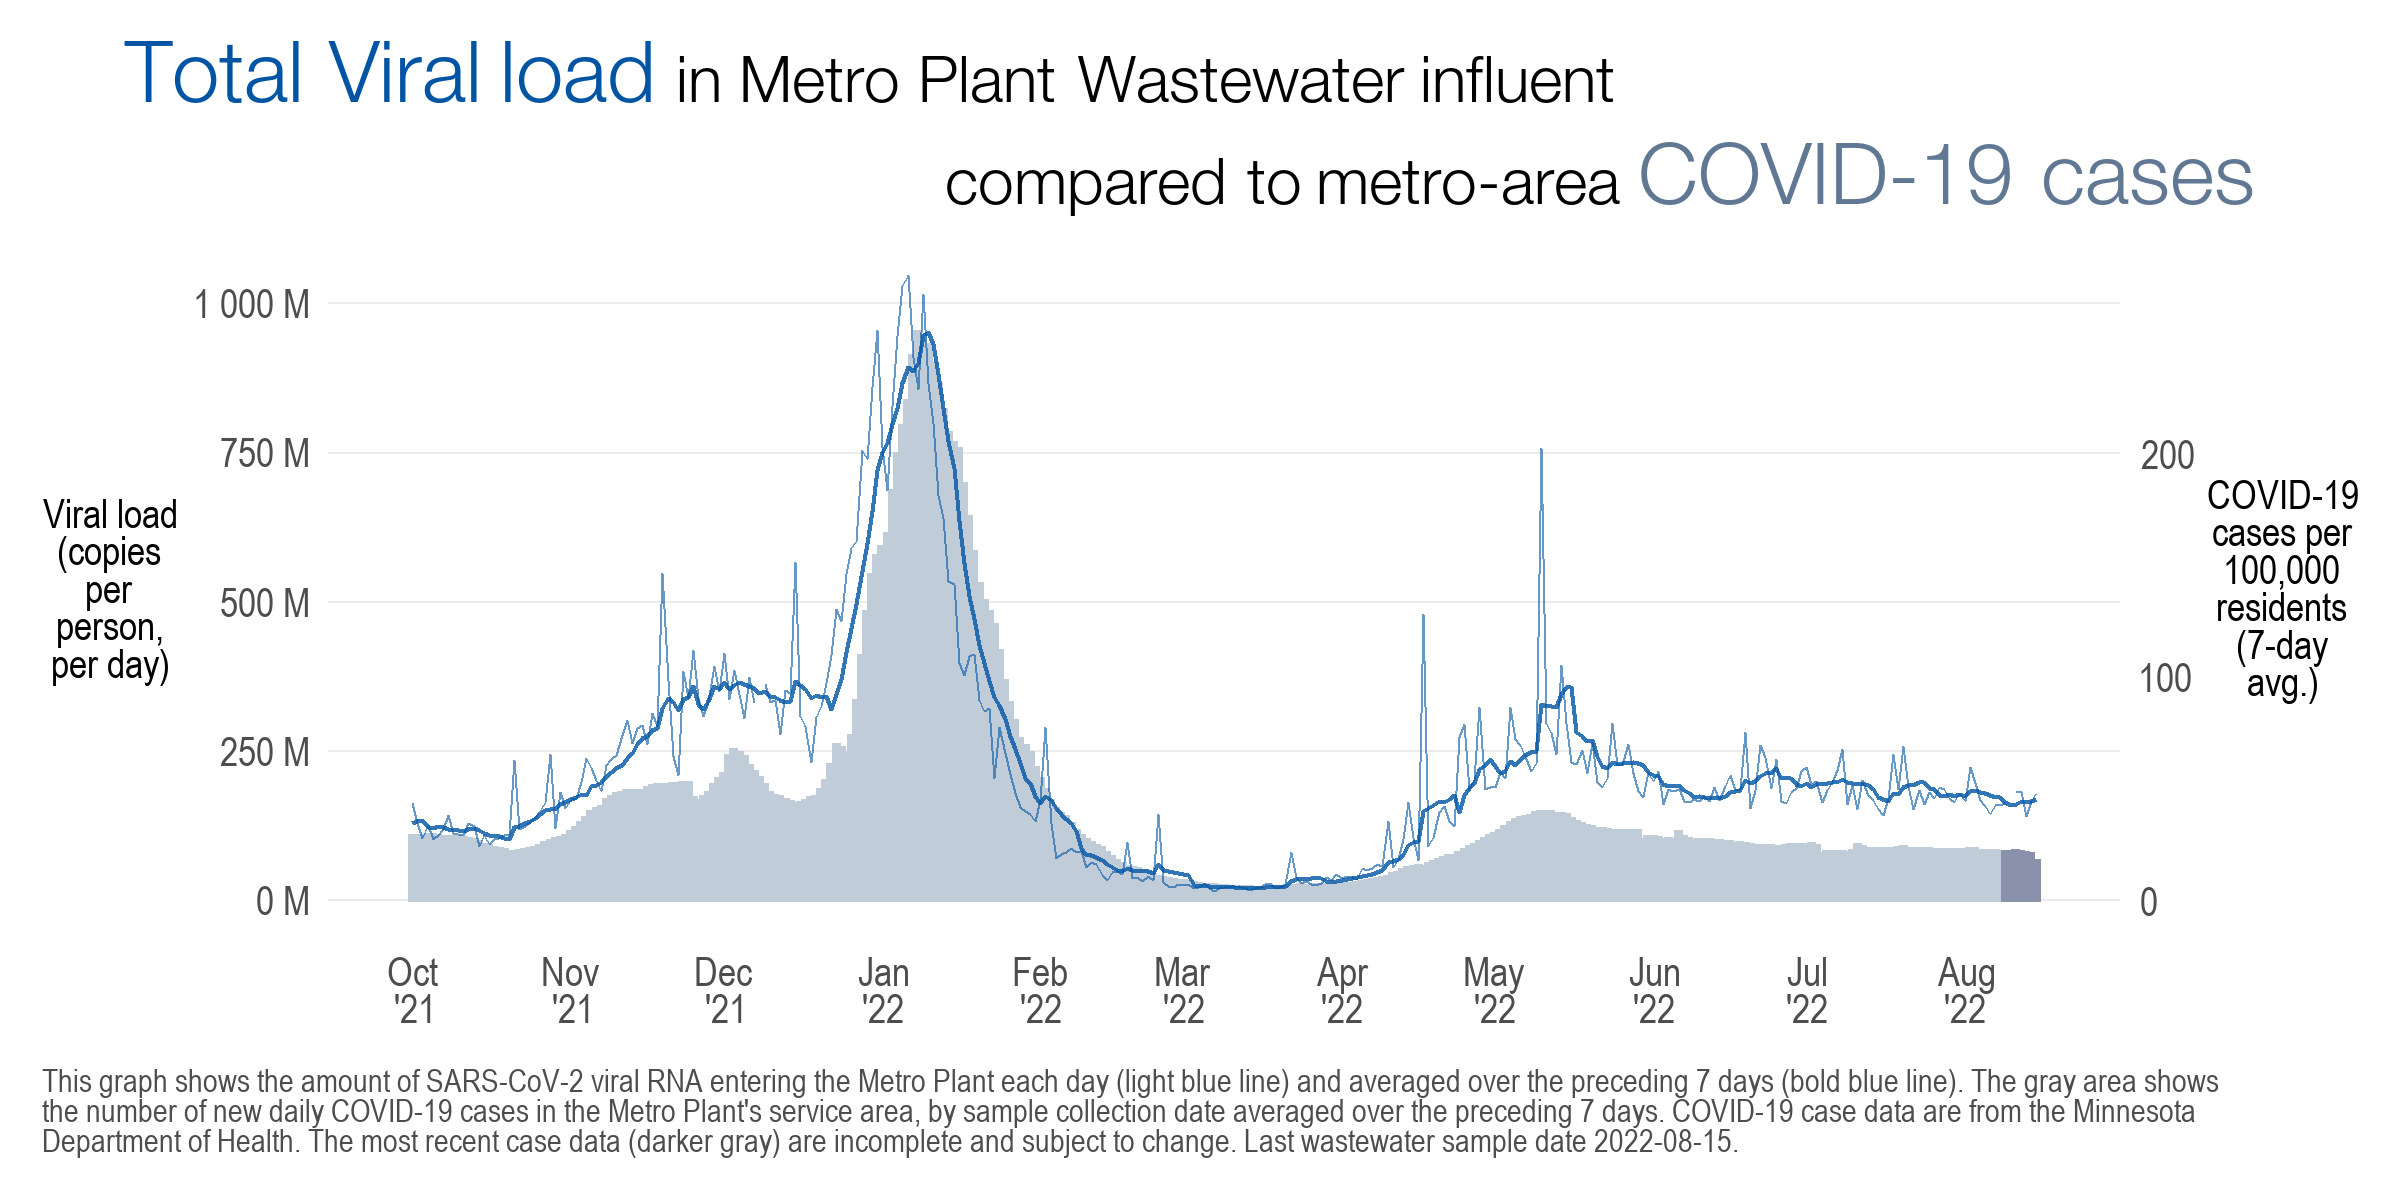 Total Viral load in Metro Plant Wastewater influent
compared to metro-area COVID-19 cases
1 000 M
750 M
500 M
250 M
0 M
Viral load
(copies
per
person,
per day)
200
100
0
COVID-19
cases per
100,000
residents
(7-day
avg.)
Oct
'21
Nov
'21
Dec
'21
Jan
'22
Feb
'22
Mar
'22
Apr
'22
May
'22
Jun
'22
Jul
'22
Aug
'22
This graph shows the amount of SARS-CoV-2 viral RNA entering the Metro Plant each day (light blue line) and averaged over the preceding 7 days (bold blue line). The gray area shows
the number of new daily COVID-19 cases in the Metro Plant's service area, by sample collection date averaged over the preceding 7 days. COVID-19 case data are from the Minnesota
Department of Health. The most recent case data (darker gray) are incomplete and subject to change. Last wastewater sample date 2022-08-15.